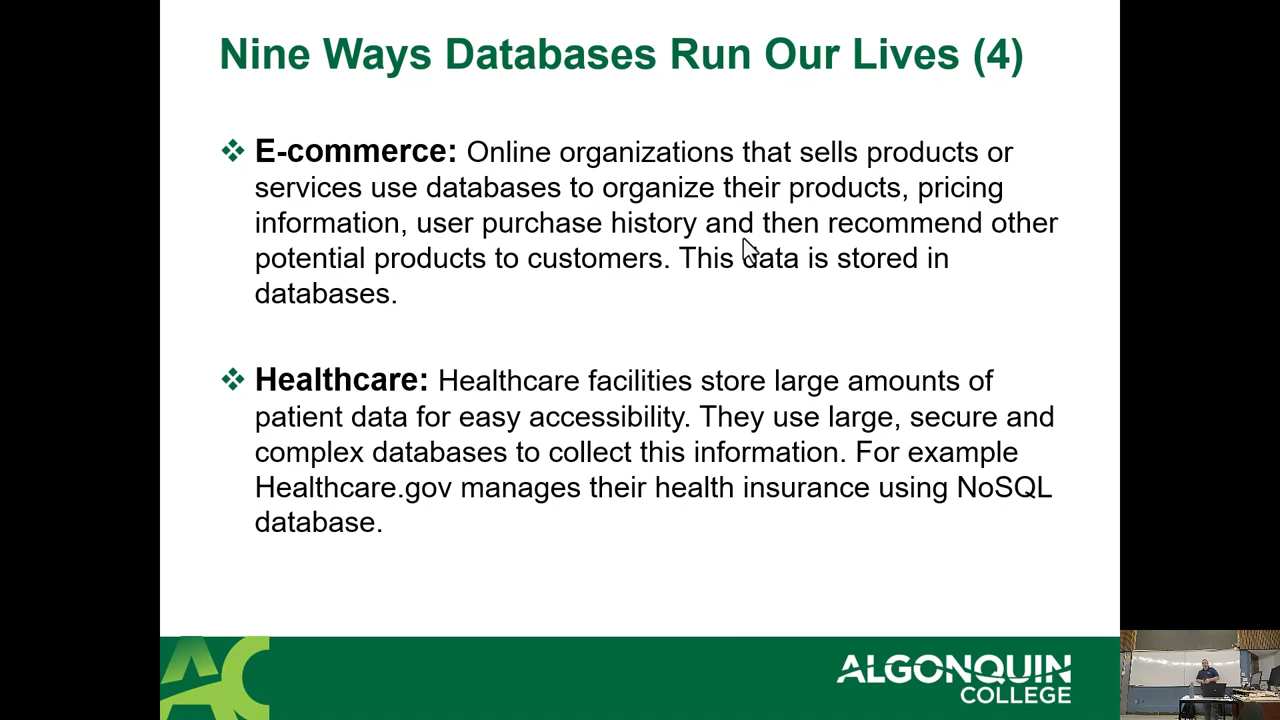 Nine Ways Databases Run Our Lives (4)
E-commerce: Online organizations that sells products or
services use databases to organize their products, pricing
information, user purchase history and then recommend other
potential products to customers. This data is stored in
databases.
Healthcare: Healthcare facilities store large amounts of
patient data for easy accessibility. They use large, secure and
complex databases to collect this information. For example
Healthcare.gov manages their health insurance using NoSQL
database.
AC
ALGONQUIN
COLLEGE